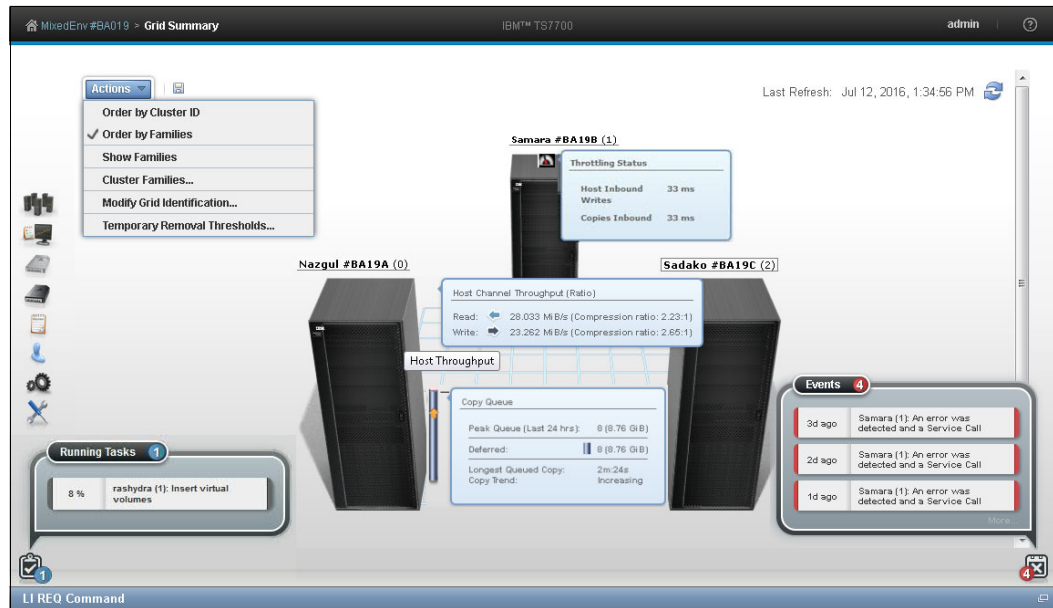 MixedEnv #BA019 > Grid Summary
IBM™ TS7700
admin
?
Actions
Last Refresh: Jul 12, 2016, 1:34:56 PM
Order by Cluster ID
Order by Families
Show Families
Cluster Families...
Modify Grid Identification...
Temporary Removal Thresholds...
Samara #BA19B (1)
Throttling Status
Host Inbound Writes 33 ms
Copies Inbound 33 ms
Nazgul #BA19A (0)
Sadako #BA19C (2)
Host Channel Throughput (Ratio)
Read: 28.033 MiB/s (Compression ratio: 2.23:1)
Write: 23.262 MiB/s (Compression ratio: 2.65:1)
Host Throughput
Copy Queue
Peak Queue (Last 24 hrs): 8 (8.76 GiB)
Deferred: 8 (8.76 GiB)
Longest Queued Copy: 2m:24s
Copy Trend: Increasing
Running Tasks 1
8 % rashydra (1): Insert virtual
volumes
Events 4
3d ago Samara (1): An error was
detected and a Service Call
2d ago Samara (1): An error was
detected and a Service Call
1d ago Samara (1): An error was
detected and a Service Call
More...
1
4
LI REQ Command